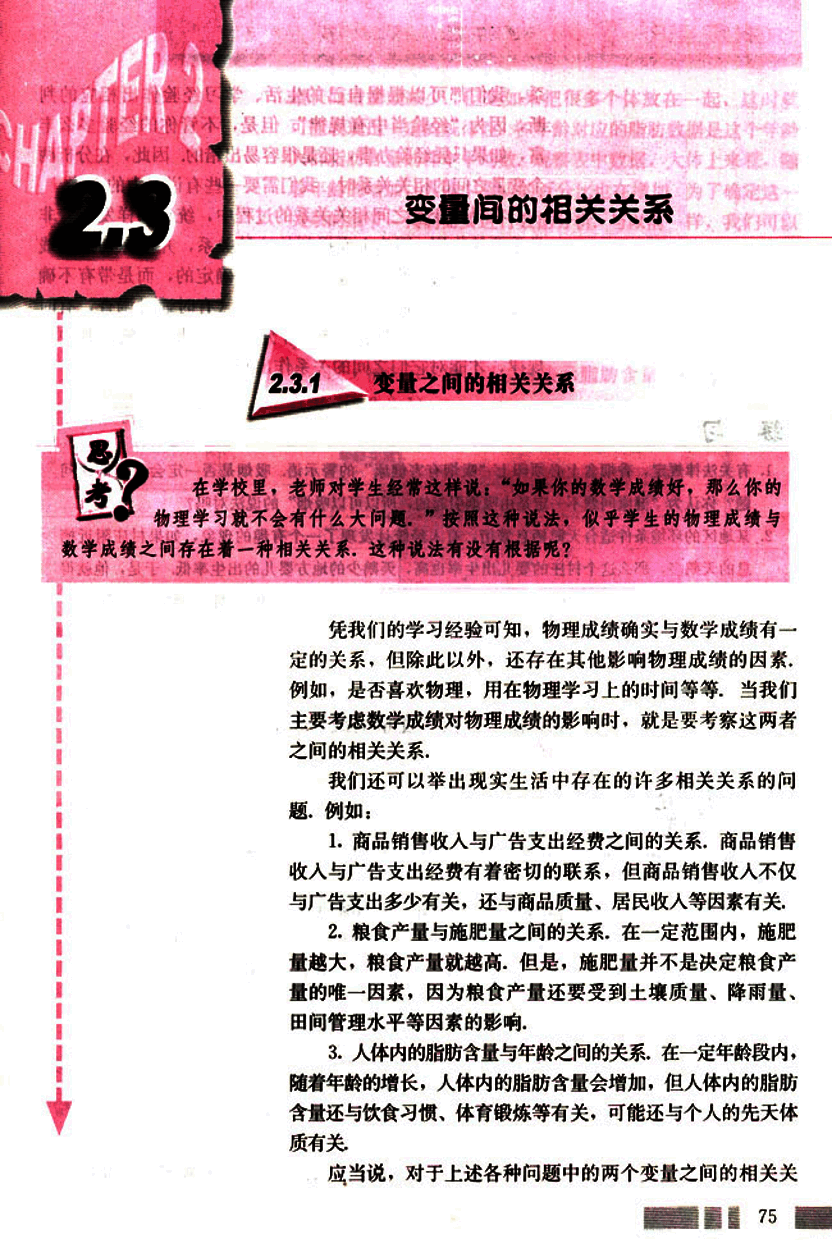 CHAPTER 2
2.3
变量间的相关关系
2.3.1
变量之间的相关关系
思考?
在学校里，老师对学生经常这样说：“如果你的数学成绩好，那么你的
物理学习就不会有什么大问题．”按照这种说法，似乎学生的物理成绩与
数学成绩之间存在着一种相关关系．这种说法有没有根据呢?
凭我们的学习经验可知，物理成绩确实与数学成绩有一
定的关系，但除此以外，还存在其他影响物理成绩的因素．
例如，是否喜欢物理，用在物理学习上的时间等等．当我们
主要考虑数学成绩对物理成绩的影响时，就是要考察这两者
之间的相关关系．
我们还可以举出现实生活中存在的许多相关关系的问
题．例如：
1. 商品销售收入与广告支出经费之间的关系．商品销售
收入与广告支出经费有着密切的联系，但商品销售收入不仅
与广告支出多少有关，还与商品质量、居民收入等因素有关．
2. 粮食产量与施肥量之间的关系．在一定范围内，施肥
量越大，粮食产量就越高．但是，施肥量并不是决定粮食产
量的唯一因素，因为粮食产量还要受到土壤质量、降雨量、
田间管理水平等因素的影响．
3. 人体内的脂肪含量与年龄之间的关系．在一定年龄段内，
随着年龄的增长，人体内的脂肪含量会增加，但人体内的脂肪
含量还与饮食习惯、体育锻炼等有关，可能还与个人的先天体
质有关．
应当说，对于上述各种问题中的两个变量之间的相关关
75